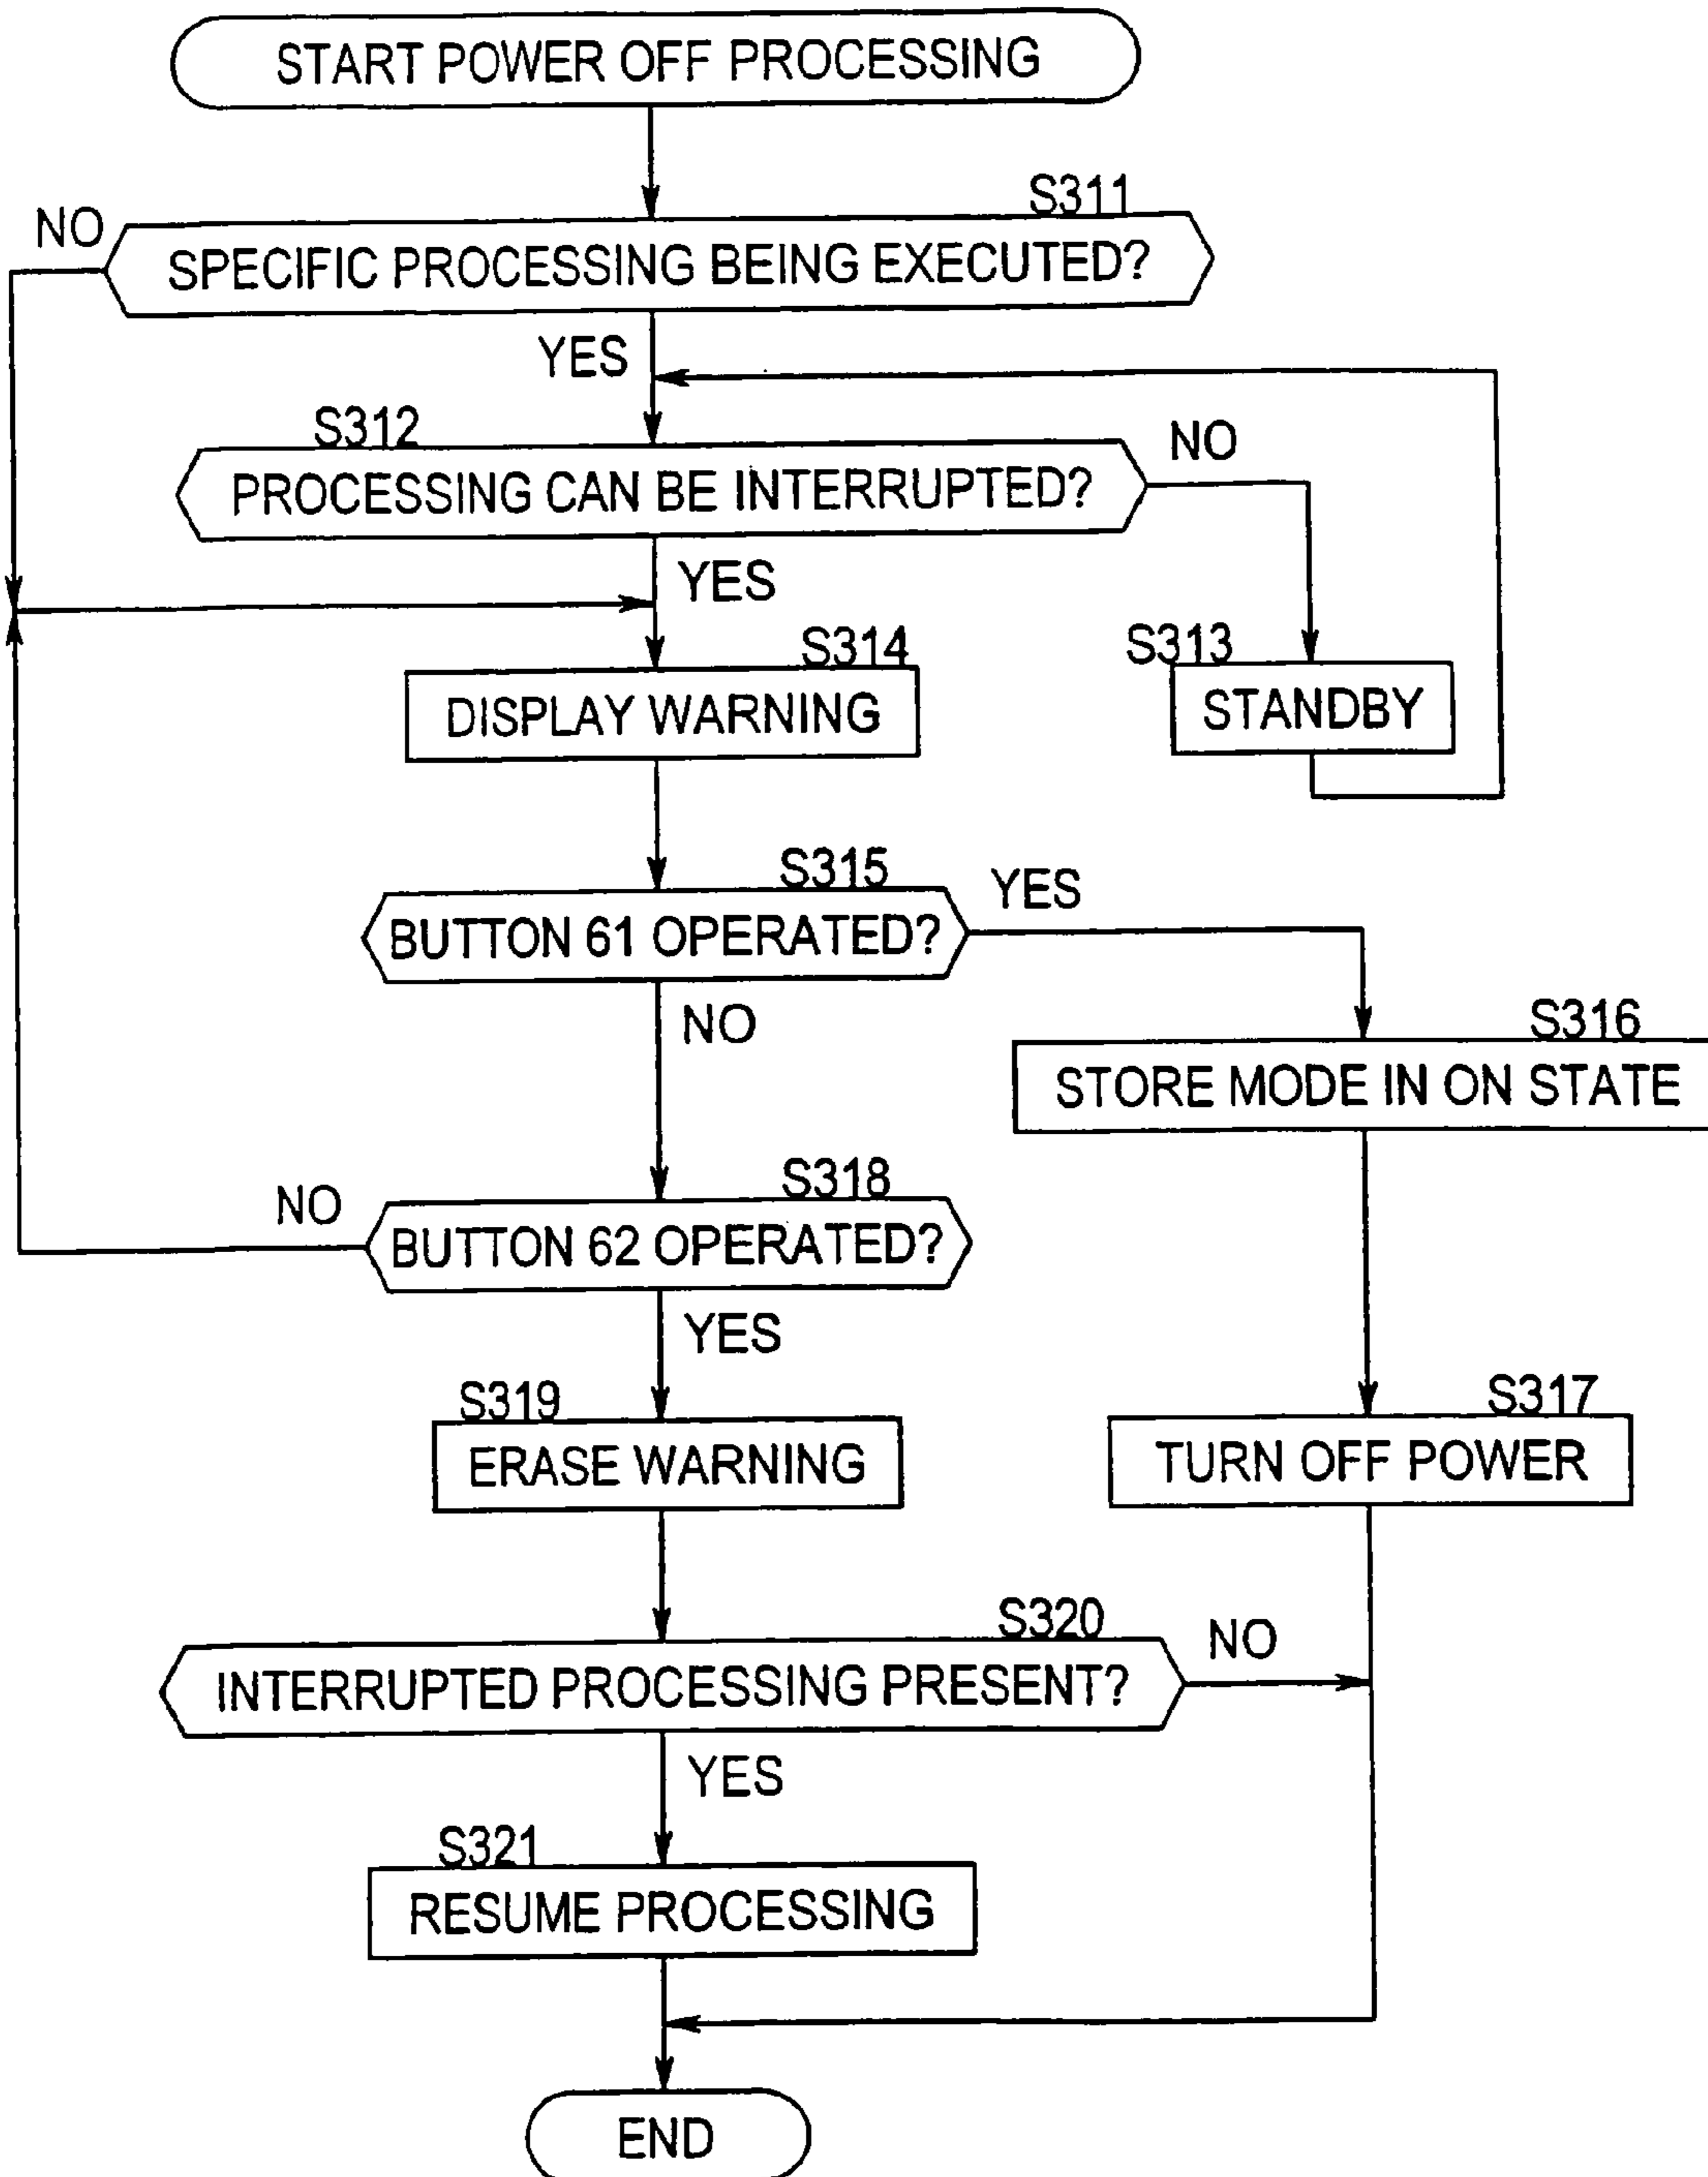 START POWER OFF PROCESSING
S311
NO
SPECIFIC PROCESSING BEING EXECUTED?
YES
S312
NO
PROCESSING CAN BE INTERRUPTED?
YES
S314
S313
DISPLAY WARNING
STANDBY
S315
YES
BUTTON 61 OPERATED?
NO
S316
STORE MODE IN ON STATE
S318
NO
BUTTON 62 OPERATED?
YES
S319
S317
ERASE WARNING
TURN OFF POWER
S320
NO
INTERRUPTED PROCESSING PRESENT?
YES
S321
RESUME PROCESSING
END